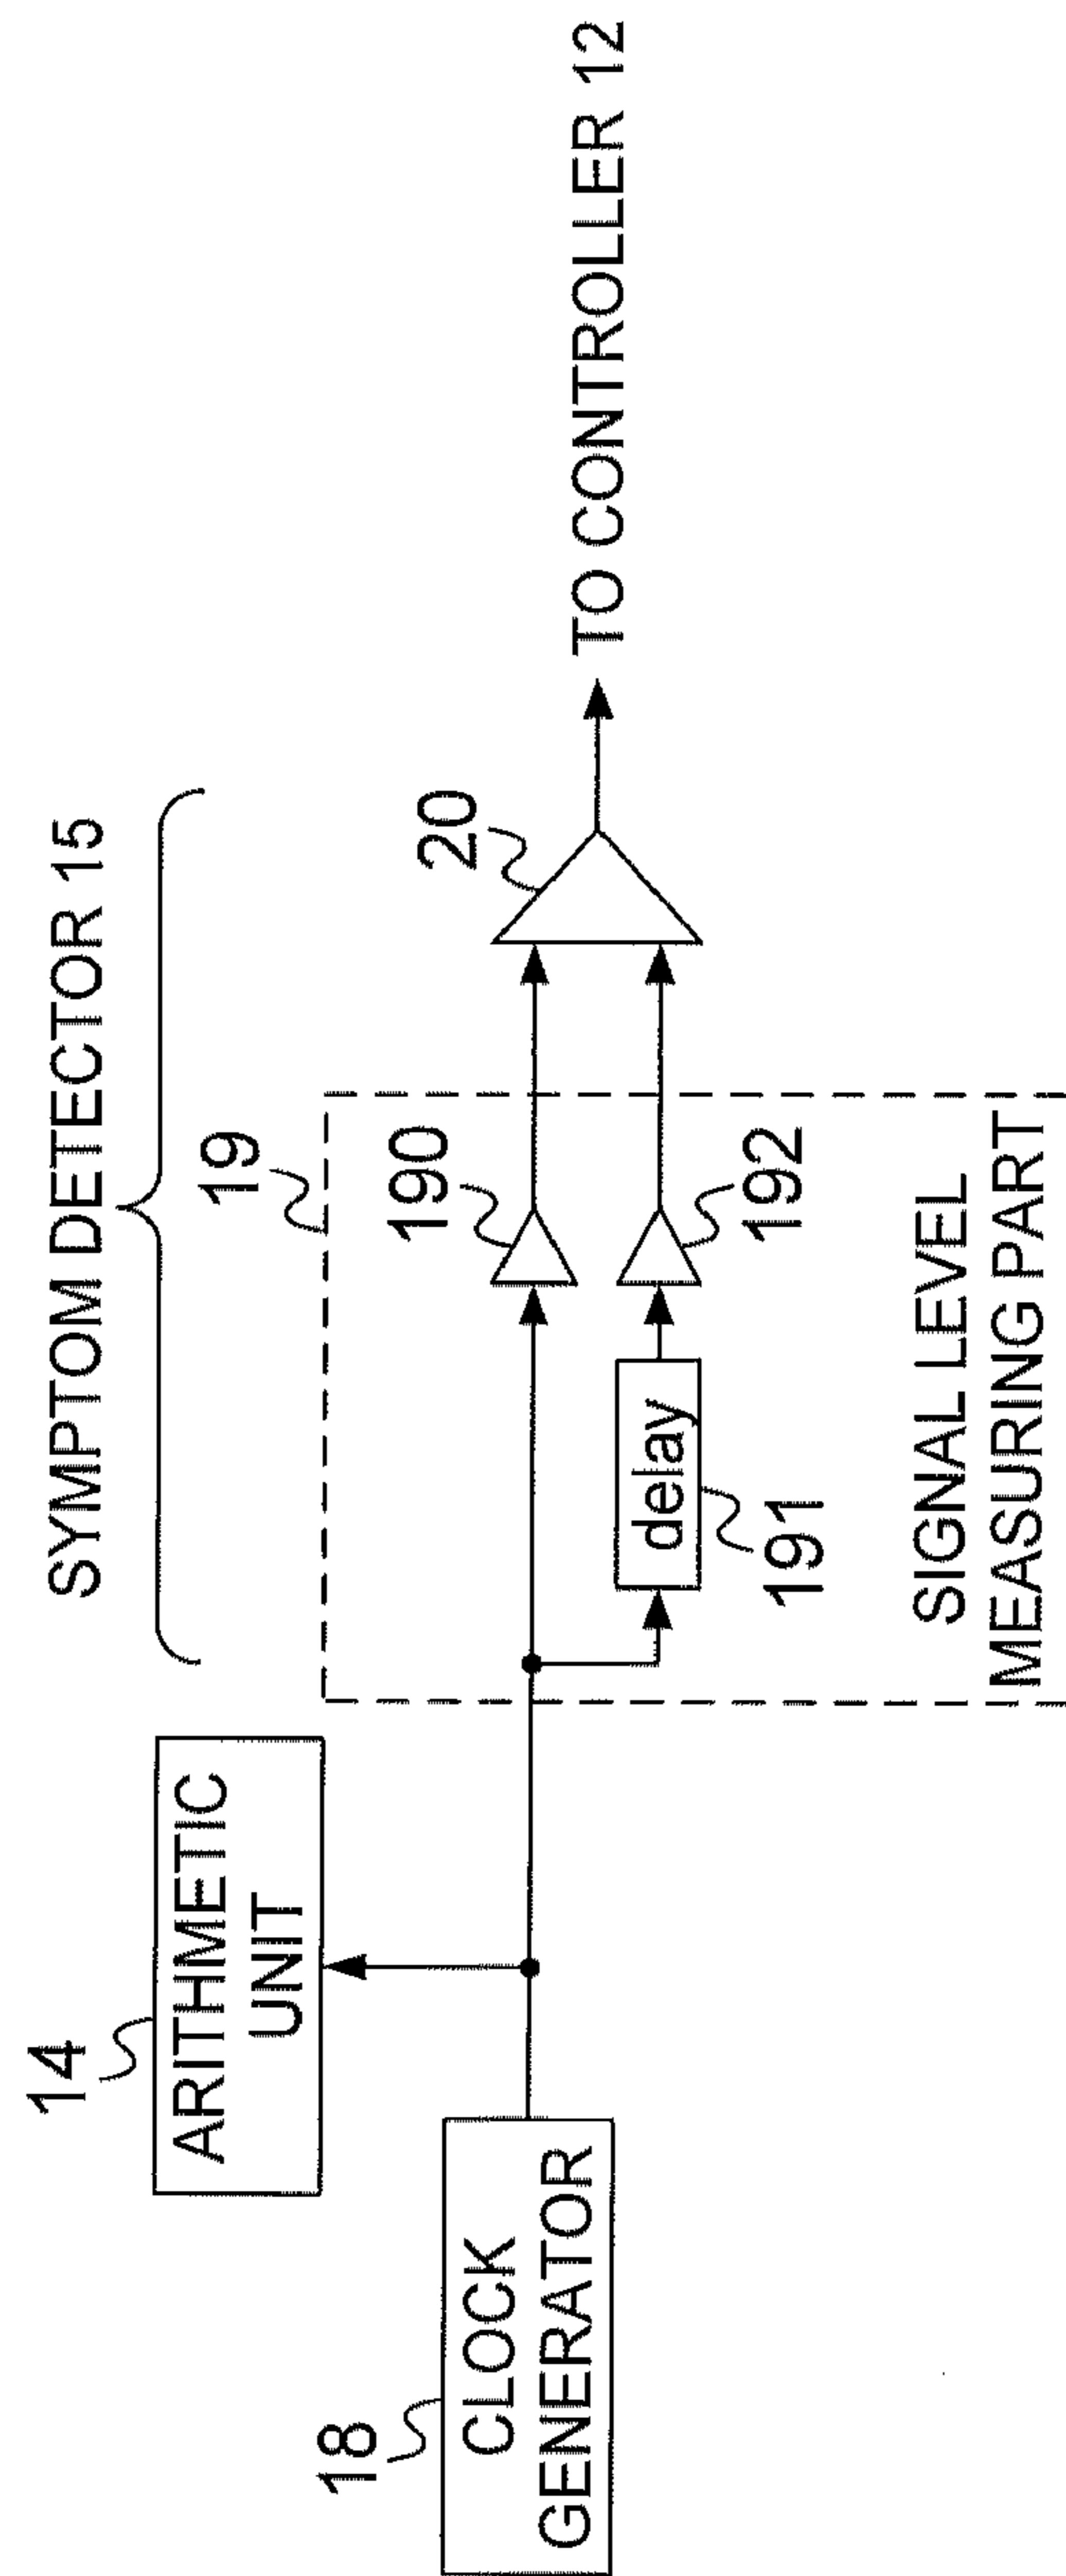 SYMPTOM DETECTOR 15
14
ARITHMETIC
UNIT
18
CLOCK
GENERATOR
19
190
delay
191
192
SIGNAL LEVEL
MEASURING PART
20
TO CONTROLLER 12